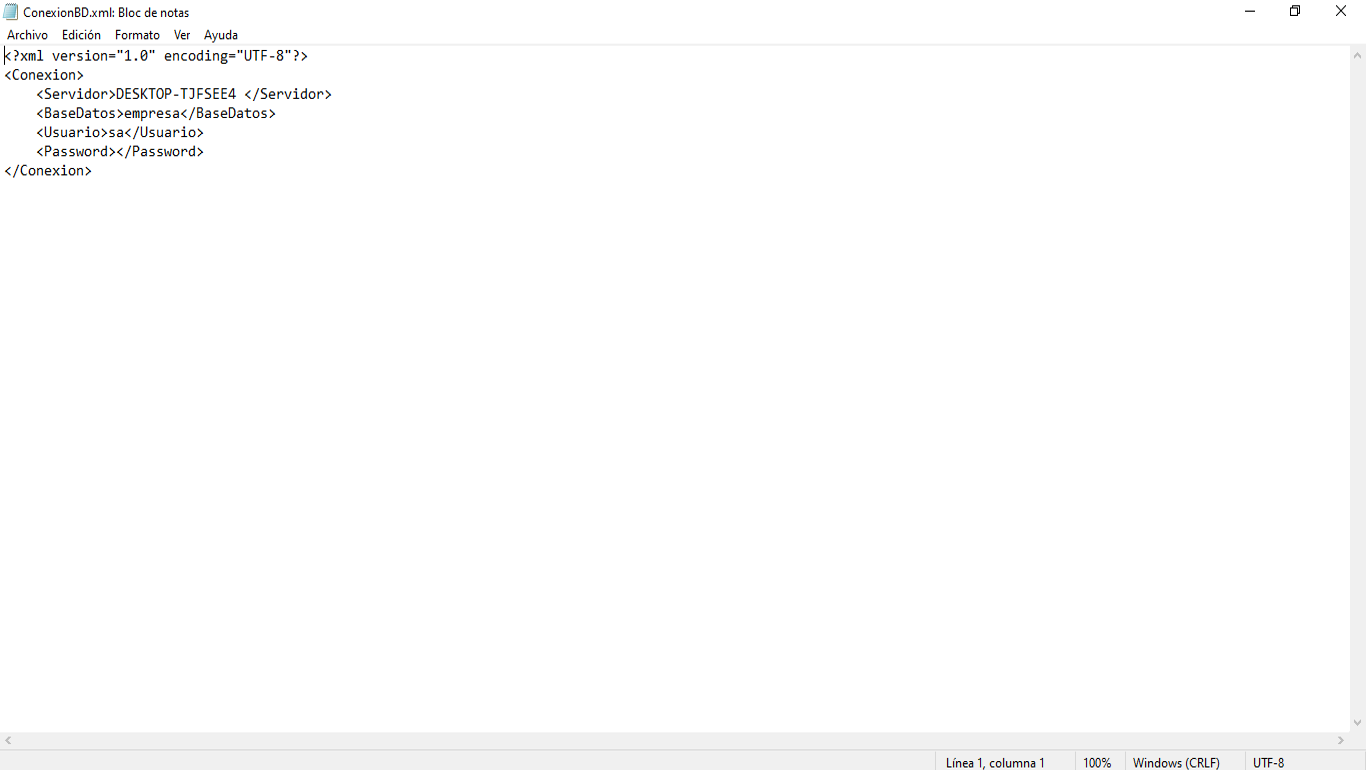 ConexionBD.xml: Bloc de notas
Archivo Edición Formato Ver Ayuda
<?xml version="1.0" encoding="UTF-8"?>
<Conexion>
    <Servidor>DESKTOP-TJFSEE4 </Servidor>
    <BaseDatos>empresa</BaseDatos>
    <Usuario>sa</Usuario>
    <Password></Password>
</Conexion>
Línea 1, columna 1 100% Windows (CRLF) UTF-8